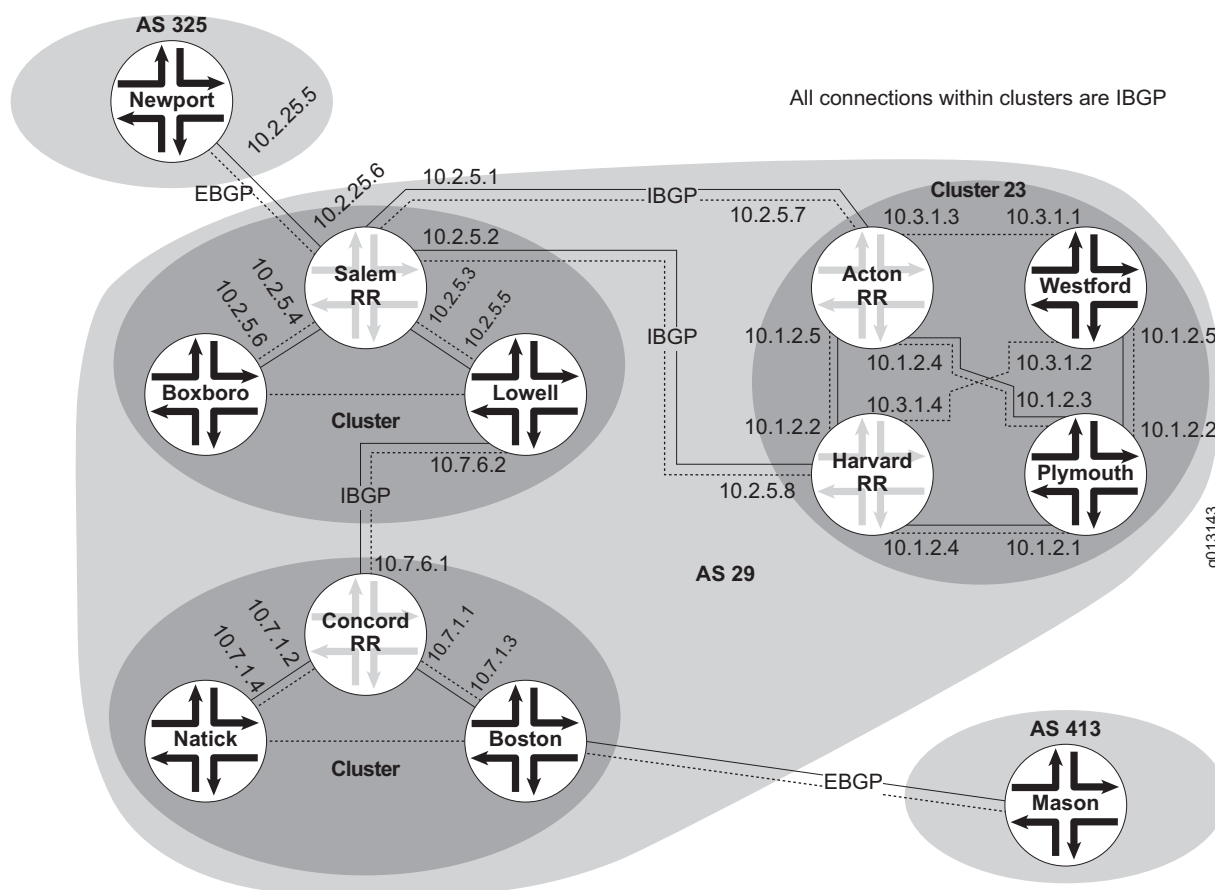 AS 325
Newport
10.2.25.5
All connections within clusters are IBGP
EBGP
10.2.25.6
10.2.5.1
IBGP
10.2.5.7
Cluster 23
10.3.1.3
10.3.1.1
10.2.5.2
Salem
RR
Acton
RR
Westford
10.2.5.4
10.2.5.6
10.2.5.3
10.2.5.5
IBGP
10.1.2.5
10.1.2.4
10.3.1.2
10.1.2.5
Boxboro
Lowell
Cluster
10.3.1.4
10.1.2.3
10.1.2.2
10.1.2.2
10.7.6.2
Harvard
RR
Plymouth
10.2.5.8
IBGP
10.1.2.4
10.1.2.1
g013143
10.7.6.1
AS 29
Concord
RR
10.7.1.2
10.7.1.4
10.7.1.1
10.7.1.3
Natick
Boston
Cluster
AS 413
EBGP
Mason